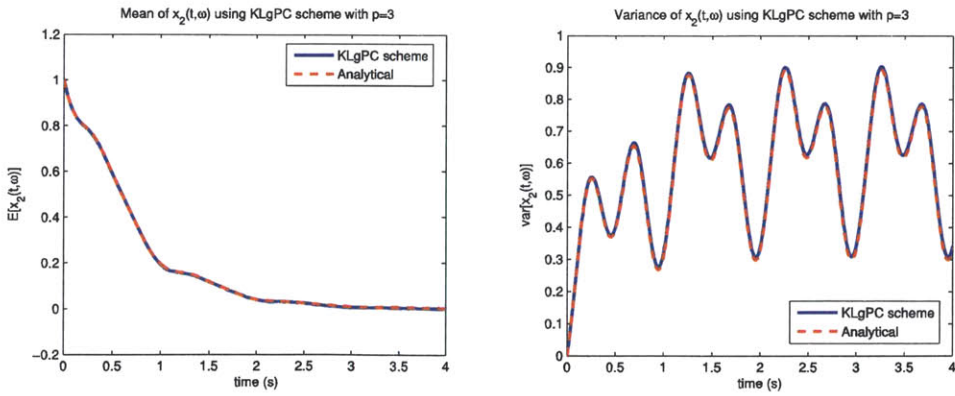 Mean of x2(t,ω) using KLgPC scheme with p=3
1.2
1
0.8
0.6
0.4
0.2
0
−0.2
E[x2(t,ω)]
KLgPC scheme
Analytical
0 0.5 1 1.5 2 2.5 3 3.5 4
time (s)
Variance of x2(t,ω) using KLgPC scheme with p=3
1
0.9
0.8
0.7
0.6
0.5
0.4
0.3
0.2
0.1
0
var[x2(t,ω)]
KLgPC scheme
Analytical
0 0.5 1 1.5 2 2.5 3 3.5 4
time (s)